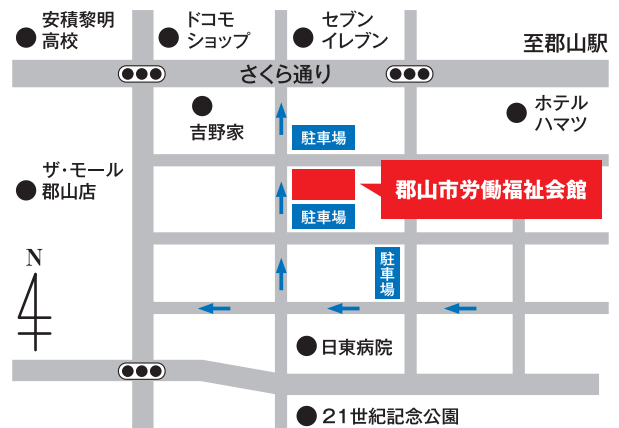 安積黎明
高校
ドコモ
ショップ
セブン
イレブン
至郡山駅
さくら通り
吉野家
駐車場
ホテル
ハマツ
ザ・モール
郡山店
郡山市労働福祉会館
駐車場
N
駐車場
日東病院
21世紀記念公園